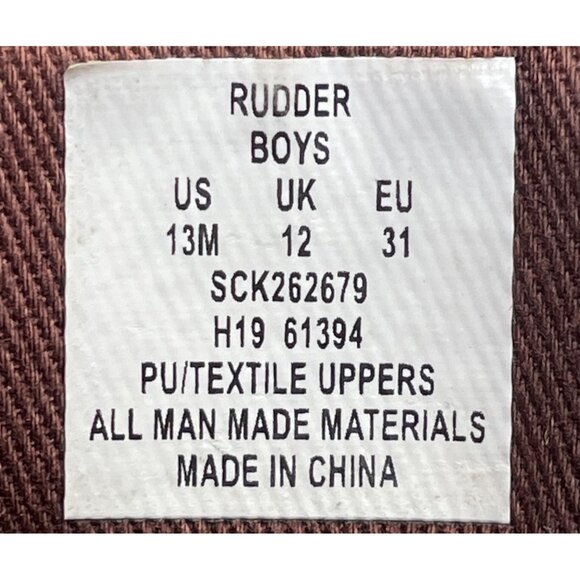 RUDDER
BOYS
US UK EU
13M 12 31
SCK262679
H19 61394
PU/TEXTILE UPPERS
ALL MAN MADE MATERIALS
MADE IN CHINA